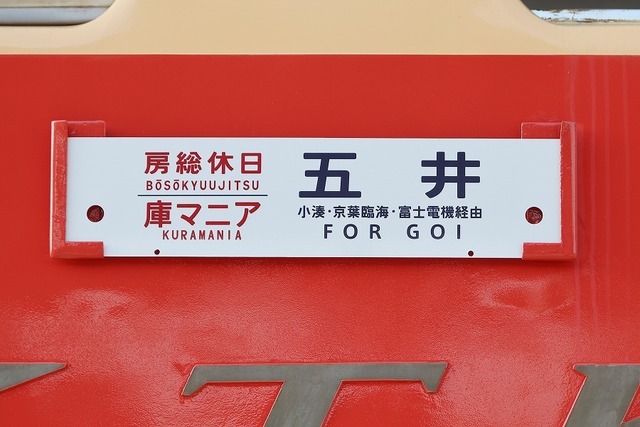 房総休日
BŌSŌKYUUJITSU
庫マニア
KURAMANIA
五井
小湊・京葉臨海・富士電機経由
FOR GOI